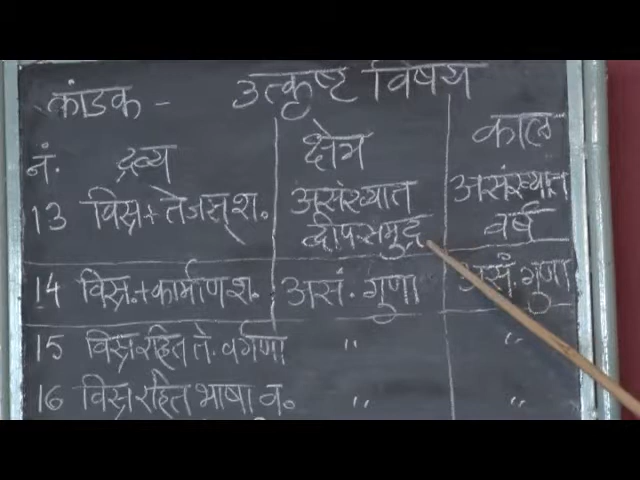 कांडक - उत्कृष्ट विषय
नं. द्रव्य क्षेत्र काल
13 विस्र+तेजस् श. असंख्यात द्वीपसमुद्र असंख्यात वर्ष
14 विस्र.+कार्माण श. असं. गुणा असं. गुणा
15 विस्ररहित ते. वर्गणा " "
16 विस्ररहित भाषा व. " "